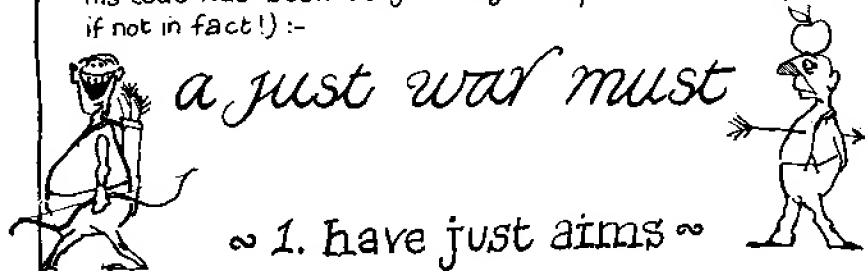 if not in fact!) :-
a just war must
~ 1. have just aims ~